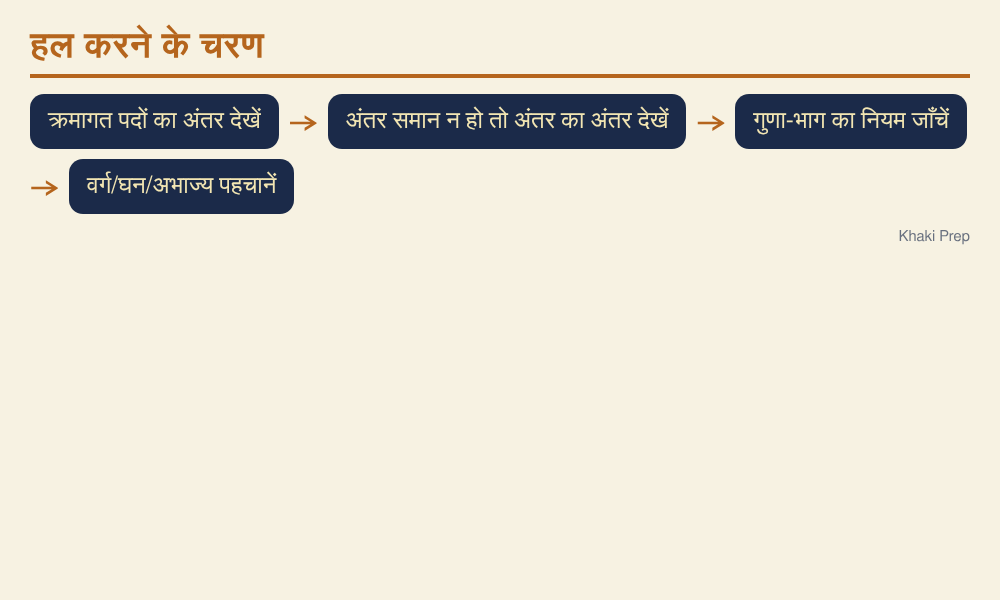 हल करने के चरण
क्रमागत पदों का अंतर देखें → अंतर समान न हो तो अंतर का अंतर देखें → गुणा-भाग का नियम जाँचें
→ वर्ग/घन/अभाज्य पहचानें
Khaki Prep